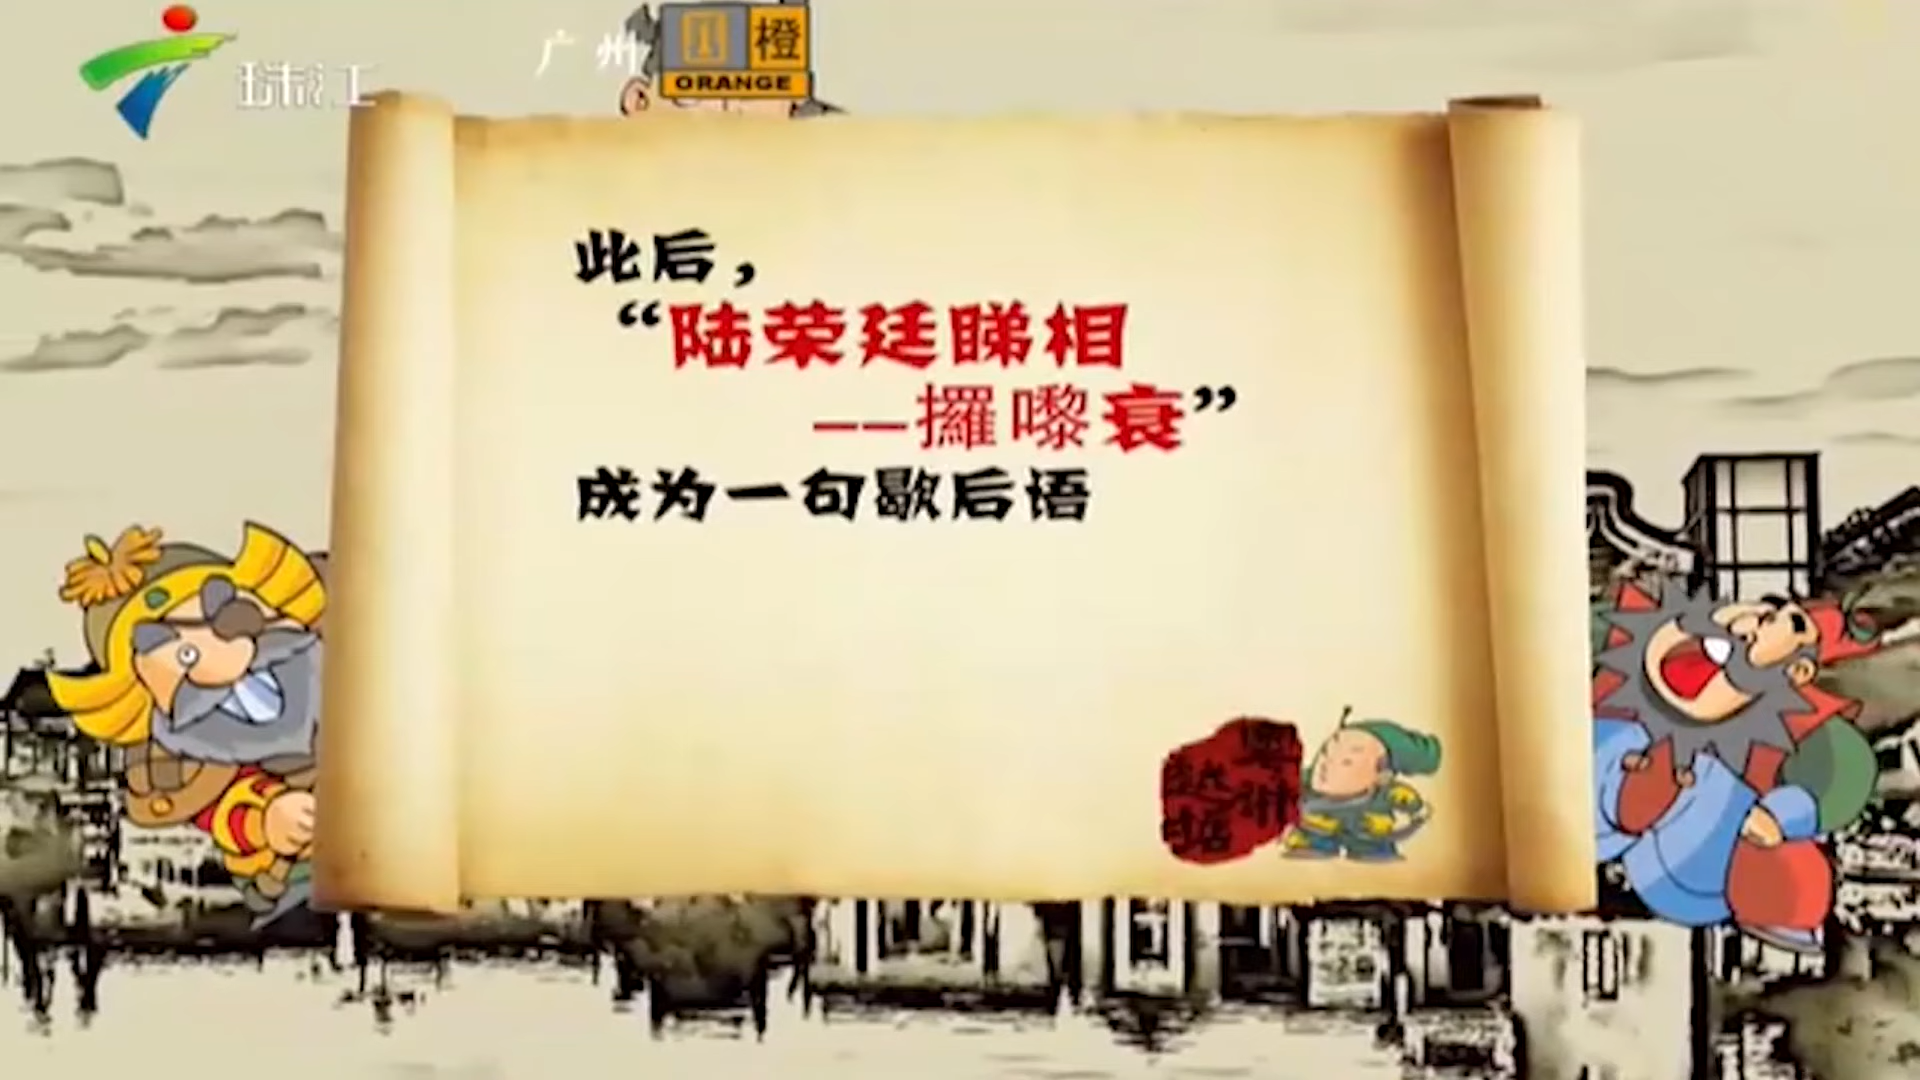 珠江
广州
橙
ORANGE
此后，
“陆荣廷睇相
——攞嚟衰”
成为一句歇后语